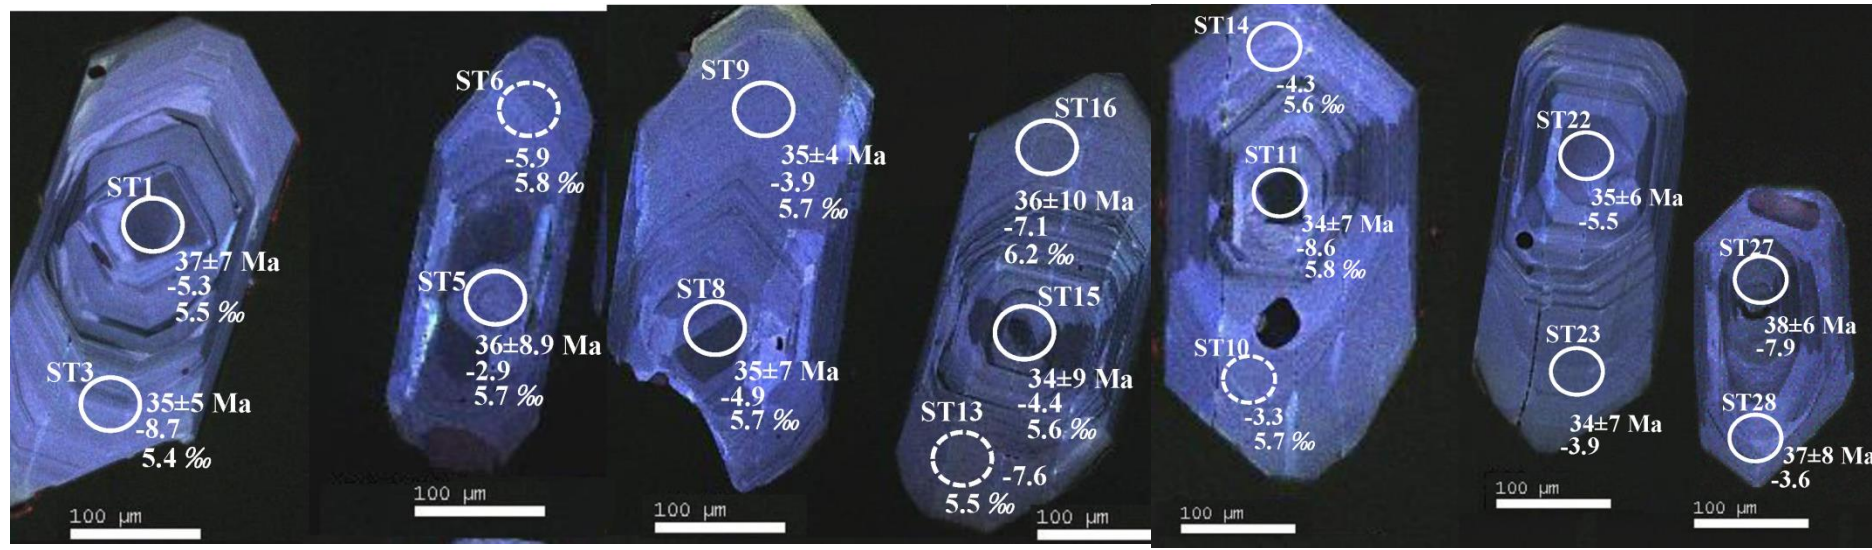 ST1
37±7 Ma
-5.3
5.5 ‰
ST3
35±5 Ma
-8.7
5.4 ‰
100 µm
ST6
-5.9
5.8 ‰
ST5
36±8.9 Ma
-2.9
5.7 ‰
100 µm
ST9
35±4 Ma
-3.9
5.7 ‰
ST8
35±7 Ma
-4.9
5.7 ‰
100 µm
ST16
36±10 Ma
-7.1
6.2 ‰
ST15
34±9 Ma
-4.4
5.6 ‰
ST13
-7.6
5.5 ‰
100 µm
ST14
-4.3
5.6 ‰
ST11
34±7 Ma
-8.6
5.8 ‰
ST10
-3.3
5.7 ‰
100 µm
ST22
35±6 Ma
-5.5
ST23
34±7 Ma
-3.9
100 µm
ST27
38±6 Ma
-7.9
ST28
37±8 Ma
-3.6
100 µm